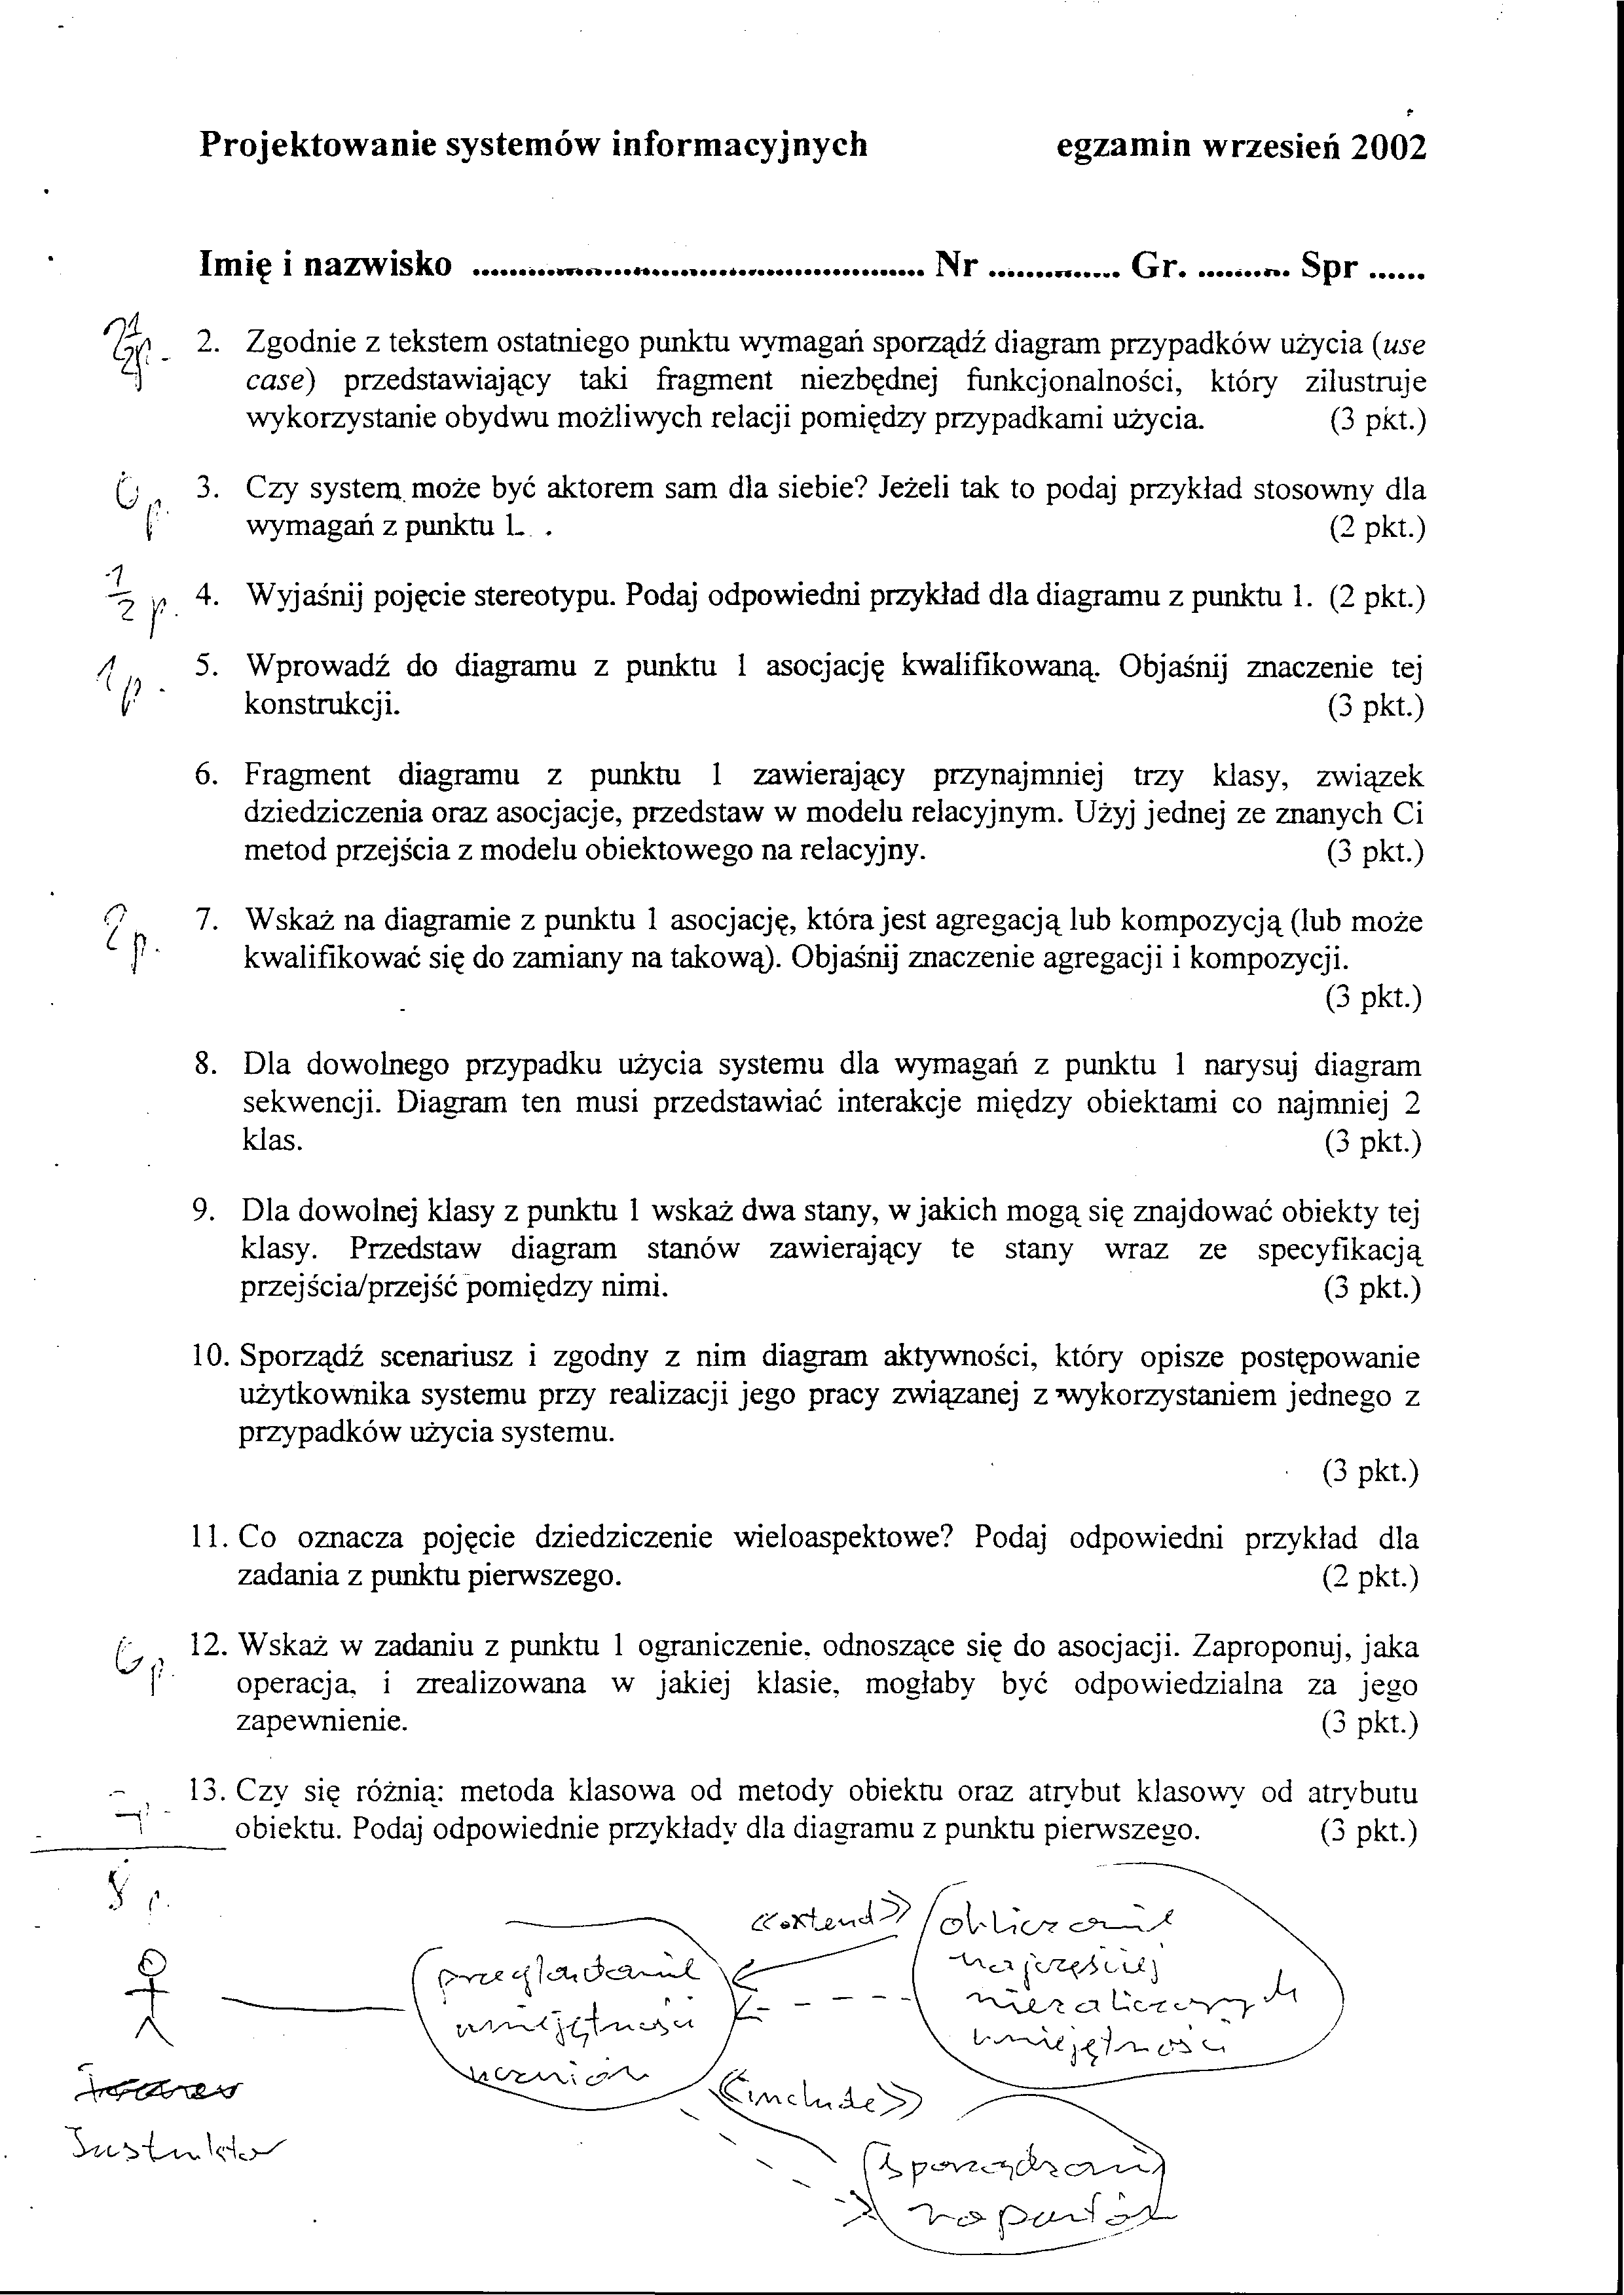 Projektowanie systemów informacyjnych egzamin wrzesień 2002
Imię i nazwisko ................................................ Nr .............. Gr. .......... Spr ......
2. Zgodnie z tekstem ostatniego punktu wymagań sporządź diagram przypadków użycia (use
case) przedstawiający taki fragment niezbędnej funkcjonalności, który zilustruje
wykorzystanie obydwu możliwych relacji pomiędzy przypadkami użycia. (3 pkt.)
0 p. 3. Czy system może być aktorem sam dla siebie? Jeżeli tak to podaj przykład stosowny dla
wymagań z punktu 1. . (2 pkt.)
1/2 p. 4. Wyjaśnij pojęcie stereotypu. Podaj odpowiedni przykład dla diagramu z punktu 1. (2 pkt.)
1 p. 5. Wprowadź do diagramu z punktu 1 asocjację kwalifikowaną. Objaśnij znaczenie tej
konstrukcji. (3 pkt.)
6. Fragment diagramu z punktu 1 zawierający przynajmniej trzy klasy, związek
dziedziczenia oraz asocjacje, przedstaw w modelu relacyjnym. Użyj jednej ze znanych Ci
metod przejścia z modelu obiektowego na relacyjny. (3 pkt.)
2 p. 7. Wskaż na diagramie z punktu 1 asocjację, która jest agregacją lub kompozycją (lub może
kwalifikować się do zamiany na takową). Objaśnij znaczenie agregacji i kompozycji.
(3 pkt.)
8. Dla dowolnego przypadku użycia systemu dla wymagań z punktu 1 narysuj diagram
sekwencji. Diagram ten musi przedstawiać interakcje między obiektami co najmniej 2
klas. (3 pkt.)
9. Dla dowolnej klasy z punktu 1 wskaż dwa stany, w jakich mogą się znajdować obiekty tej
klasy. Przedstaw diagram stanów zawierający te stany wraz ze specyfikacją
przejścia/przejść pomiędzy nimi. (3 pkt.)
10. Sporządź scenariusz i zgodny z nim diagram aktywności, który opisze postępowanie
użytkownika systemu przy realizacji jego pracy związanej z wykorzystaniem jednego z
przypadków użycia systemu.
(3 pkt.)
11. Co oznacza pojęcie dziedziczenie wieloaspektowe? Podaj odpowiedni przykład dla
zadania z punktu pierwszego. (2 pkt.)
0 p. 12. Wskaż w zadaniu z punktu 1 ograniczenie, odnoszące się do asocjacji. Zaproponuj, jaka
operacja, i zrealizowana w jakiej klasie, mogłaby być odpowiedzialna za jego
zapewnienie. (3 pkt.)
13. Czy się różnią: metoda klasowa od metody obiektu oraz atrybut klasowy od atrybutu
obiektu. Podaj odpowiednie przykłady dla diagramu z punktu pierwszego. (3 pkt.)
<<extend>>
obliczanie
najczęściej
niezaliczonych
umiejętności
przeglądanie
umiejętności
uczniów
<<include>>
Instruktor
sporządzanie
raportów